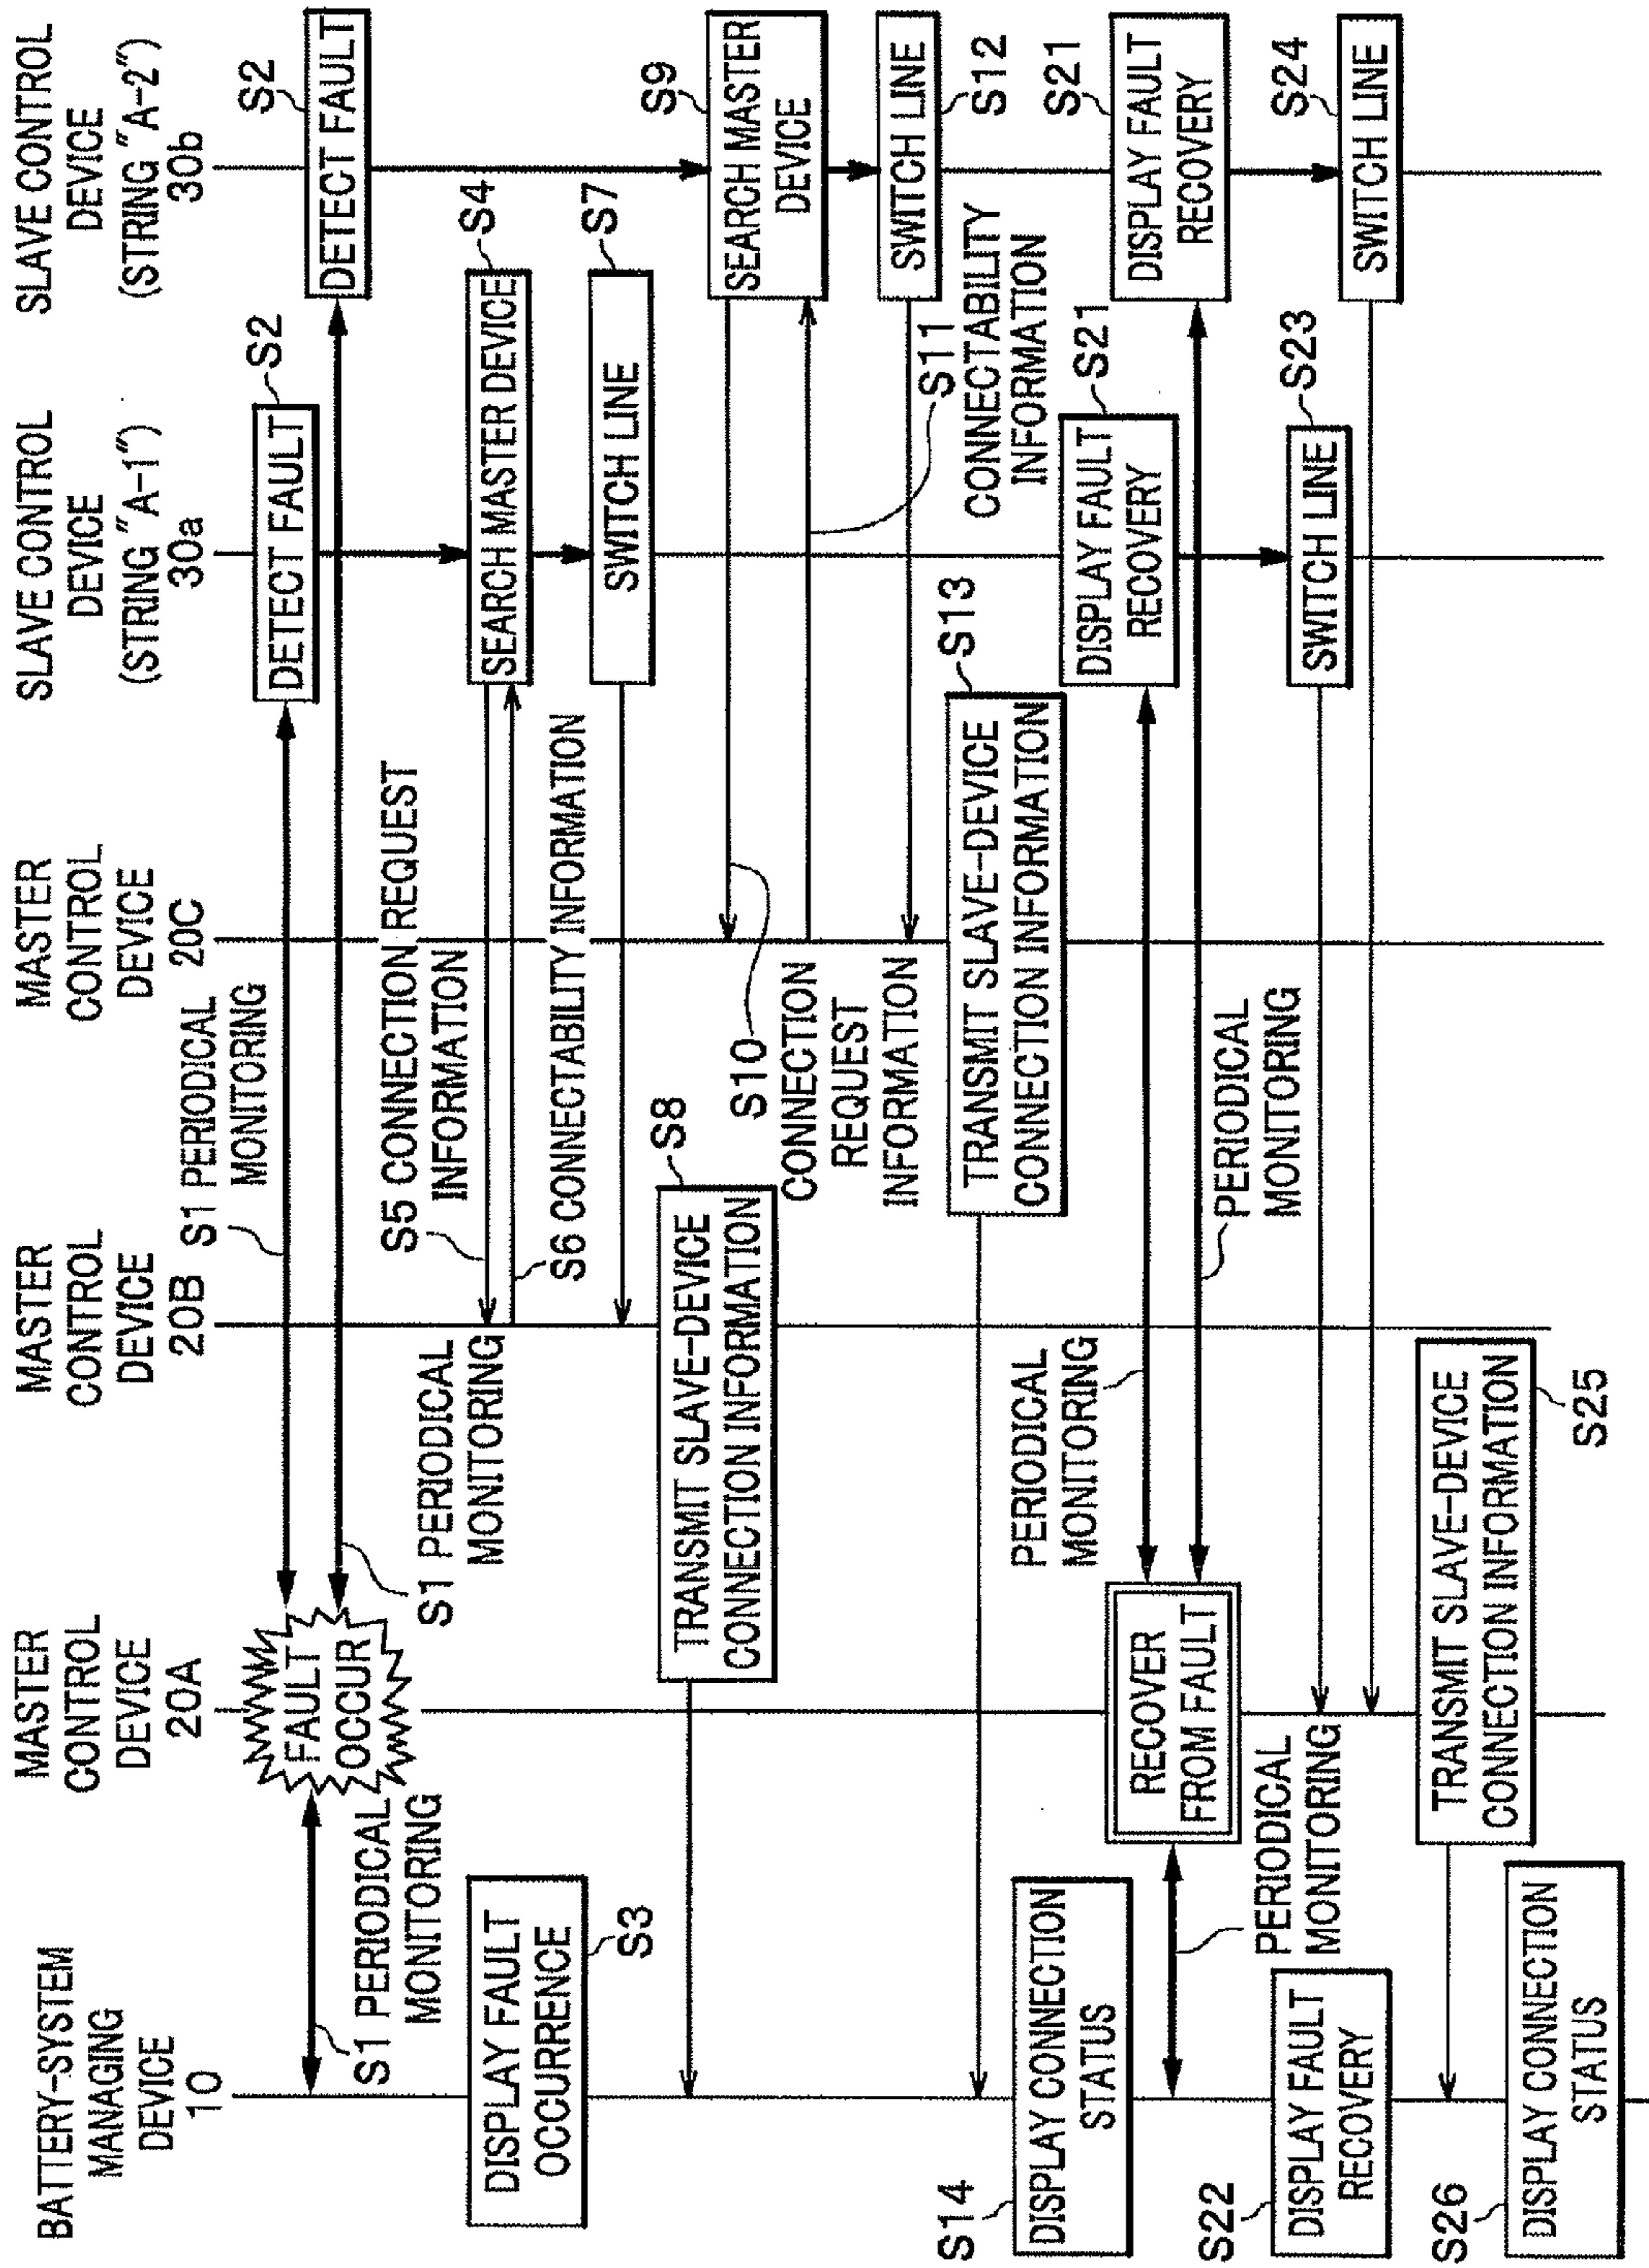 BATTERY-SYSTEM
MANAGING
DEVICE
10
MASTER
CONTROL
DEVICE
20A
MASTER
CONTROL
DEVICE
20B
MASTER
CONTROL
DEVICE
20C
SLAVE CONTROL
DEVICE
(STRING "A-1")
30a
SLAVE CONTROL
DEVICE
(STRING "A-2")
30b
S1 PERIODICAL
MONITORING
FAULT
OCCUR
S1 PERIODICAL
MONITORING
S1 PERIODICAL
MONITORING
S2
DETECT FAULT
S2
DETECT FAULT
DISPLAY FAULT
OCCURRENCE
S3
S4
SEARCH MASTER DEVICE
S5 CONNECTION REQUEST
INFORMATION
S6 CONNECTABILITY INFORMATION
S7
SWITCH LINE
S8
TRANSMIT SLAVE-DEVICE
CONNECTION INFORMATION
S9
SEARCH MASTER
DEVICE
S10
CONNECTION
REQUEST
INFORMATION
S11
CONNECTABILITY
INFORMATION
SWITCH LINE
S12
S13
TRANSMIT SLAVE-DEVICE
CONNECTION INFORMATION
S14
DISPLAY CONNECTION
STATUS
RECOVER
FROM FAULT
PERIODICAL
MONITORING
PERIODICAL
MONITORING
PERIODICAL
MONITORING
S21
DISPLAY FAULT
RECOVERY
S21
DISPLAY FAULT
RECOVERY
S22
DISPLAY FAULT
RECOVERY
S23
SWITCH LINE
S24
SWITCH LINE
TRANSMIT SLAVE-DEVICE
CONNECTION INFORMATION
S25
S26
DISPLAY CONNECTION
STATUS